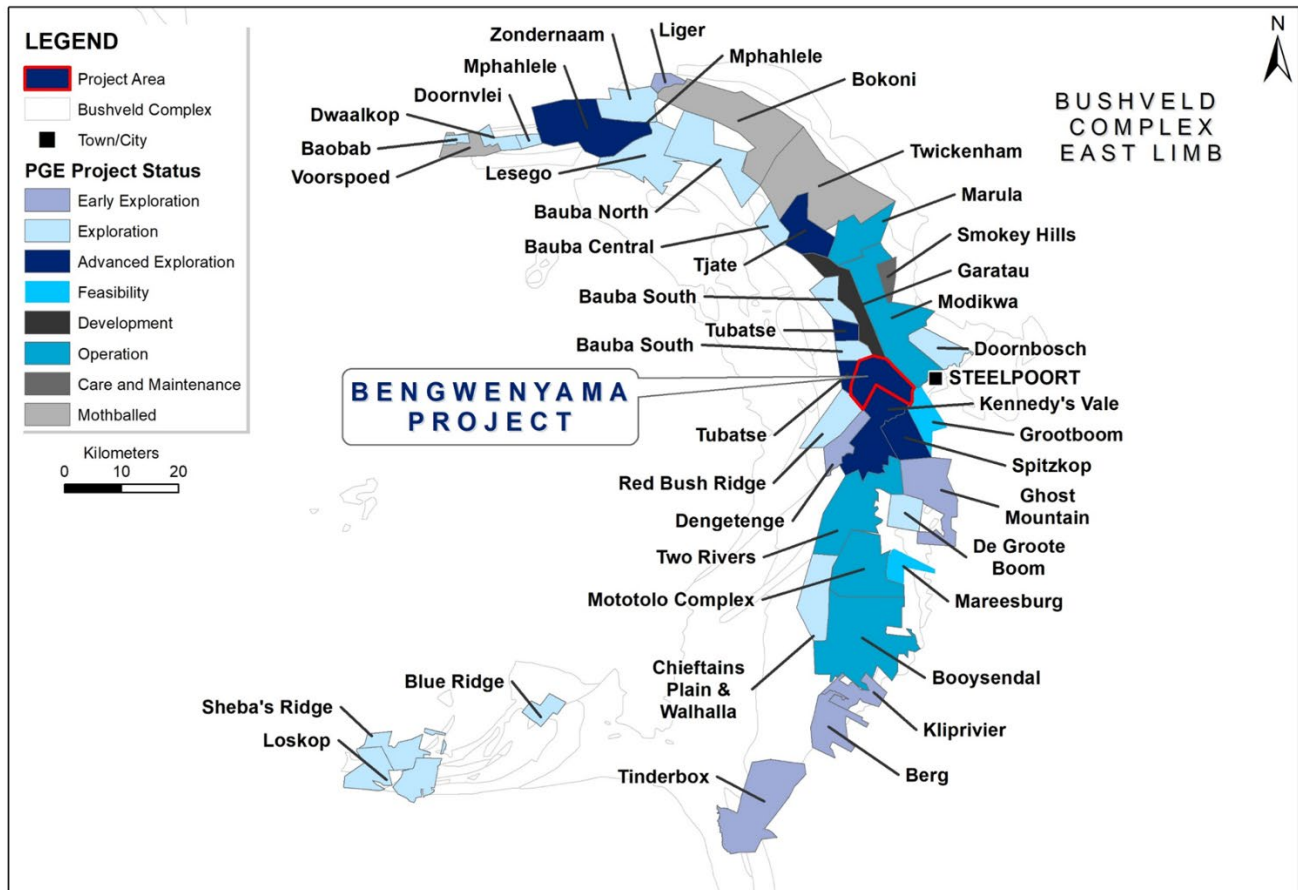 LEGEND
Project Area
Bushveld Complex
Town/City
PGE Project Status
Early Exploration
Exploration
Advanced Exploration
Feasibility
Development
Operation
Care and Maintenance
Mothballed
Kilometers
0 10 20
N
BUSHVELD
COMPLEX
EAST LIMB
Liger
Zondernaam
Mphahlele
Mphahlele
Bokoni
Doornvlei
Dwaalkop
Baobab
Voorspoed
Lesego
Twickenham
Bauba North
Marula
Bauba Central
Smokey Hills
Tjate
Garatau
Bauba South
Modikwa
Tubatse
Bauba South
Doornbosch
STEELPOORT
BENGWENYAMA
PROJECT
Kennedy's Vale
Tubatse
Grootboom
Spitzkop
Red Bush Ridge
Ghost
Mountain
Dengetenge
De Groote
Boom
Two Rivers
Mototolo Complex
Mareesburg
Chieftains
Plain &
Walhalla
Booysendal
Blue Ridge
Sheba's Ridge
Loskop
Kliprivier
Berg
Tinderbox